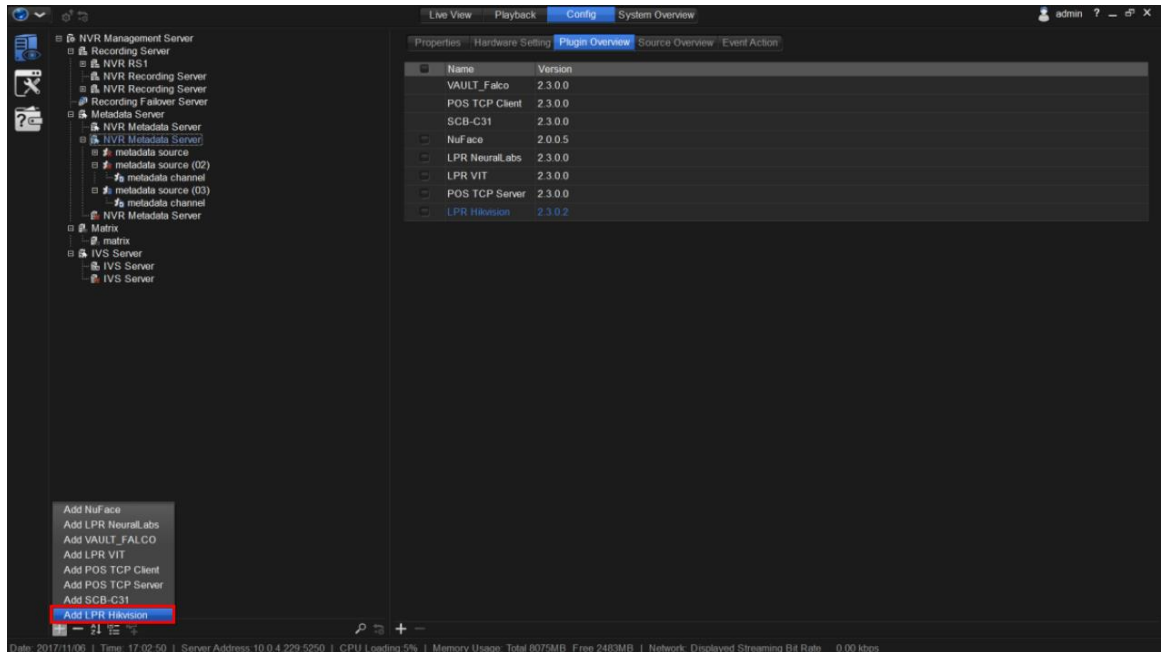 Live View Playback Config System Overview admin ? _ X
NVR Management Server
Recording Server
NVR RS1
NVR Recording Server
NVR Recording Server
Recording Failover Server
Metadata Server
NVR Metadata Server
NVR Metadata Server
metadata source
metadata source (02)
metadata channel
metadata source (03)
metadata channel
NVR Metadata Server
Matrix
matrix
IVS Server
IVS Server
IVS Server
Properties Hardware Setting Plugin Overview Source Overview Event Action
Name Version
VAULT_Falco 2.3.0.0
POS TCP Client 2.3.0.0
SCB-C31 2.3.0.0
NuFace 2.0.0.5
LPR NeuralLabs 2.3.0.0
LPR VIT 2.3.0.0
POS TCP Server 2.3.0.0
LPR Hikvision 2.3.0.2
Add NuFace
Add LPR NeuralLabs
Add VAULT_FALCO
Add LPR VIT
Add POS TCP Client
Add POS TCP Server
Add SCB-C31
Add LPR Hikvision
Date: 2017/11/06 | Time: 17:02:50 | Server Address:10.0.4.229:5250 | CPU Loading:5% | Memory Usage: Total 8075MB Free 2483MB | Network: Displayed Streaming Bit Rate 0.00 kbps